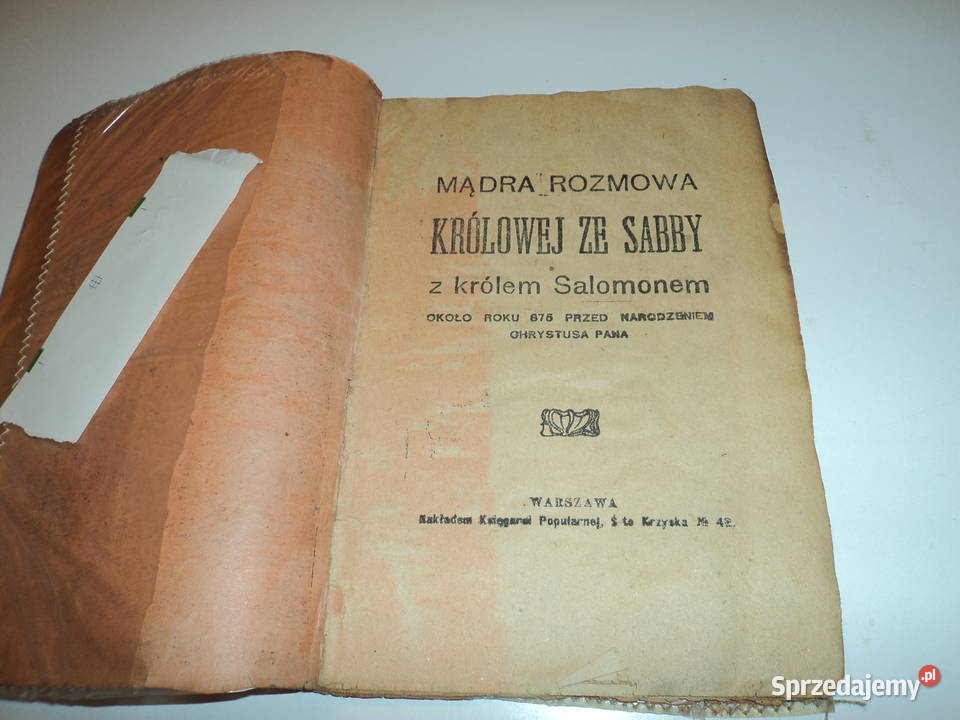 MĄDRA ROZMOWA
KRÓLOWEJ ZE SABBY
z królem Salomonem
OKOŁO ROKU 875 PRZED NARODZENIEM
CHRYSTUSA PANA
WARSZAWA
Nakładem Księgarni Popularnej, Ś-to Krzyska № 42.
Sprzedajemy.pl